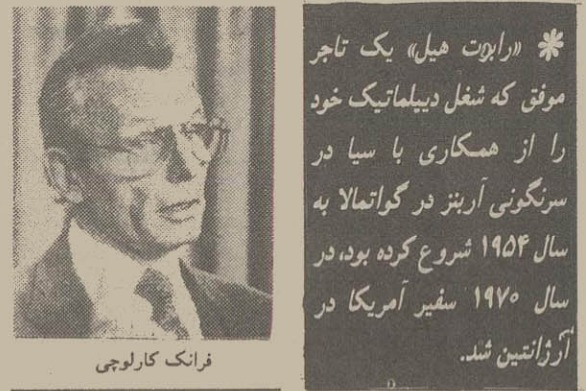 * «رابرت هیل» یک تاجر
موفق که شغل دیپلماتیک خود
را از همکاری با سیا در
سرنگونی آربنز در گواتمالا به
سال ۱۹۵۴ شروع کرده بود، در
سال ۱۹۷۰ سفیر آمریکا در
آرژانتین شد.
فرانک کارلوچی